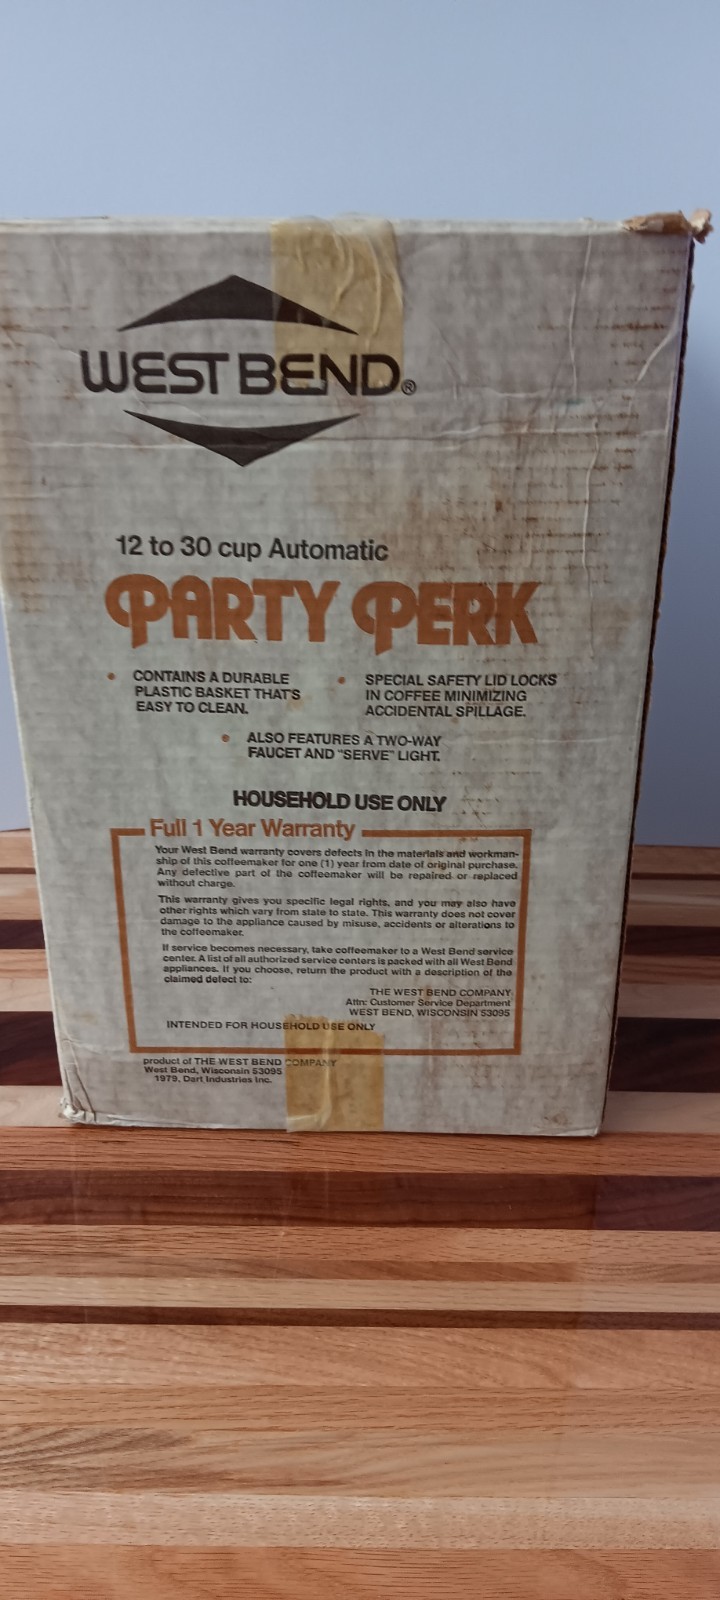 WEST BEND®
12 to 30 cup Automatic
PARTY PERK
• CONTAINS A DURABLE
PLASTIC BASKET THAT'S
EASY TO CLEAN.
• SPECIAL SAFETY LID LOCKS
IN COFFEE MINIMIZING
ACCIDENTAL SPILLAGE.
• ALSO FEATURES A TWO-WAY
FAUCET AND "SERVE" LIGHT.
HOUSEHOLD USE ONLY
Full 1 Year Warranty
Your West Bend warranty covers defects in the materials and workman-
ship of this coffeemaker for one (1) year from date of original purchase.
Any defective part of the coffeemaker will be repaired or replaced
without charge.
This warranty gives you specific legal rights, and you may also have
other rights which vary from state to state. This warranty does not cover
damage to the appliance caused by misuse, accidents or alterations to
the coffeemaker.
If service becomes necessary, take coffeemaker to a West Bend service
center. A list of all authorized service centers is packed with all West Bend
appliances. If you choose, return the product with a description of the
claimed defect to:
THE WEST BEND COMPANY
Attn: Customer Service Department
WEST BEND, WISCONSIN 53095
INTENDED FOR HOUSEHOLD USE ONLY
product of THE WEST BEND COMPANY
West Bend, Wisconsin 53095
1979, Dart Industries Inc.